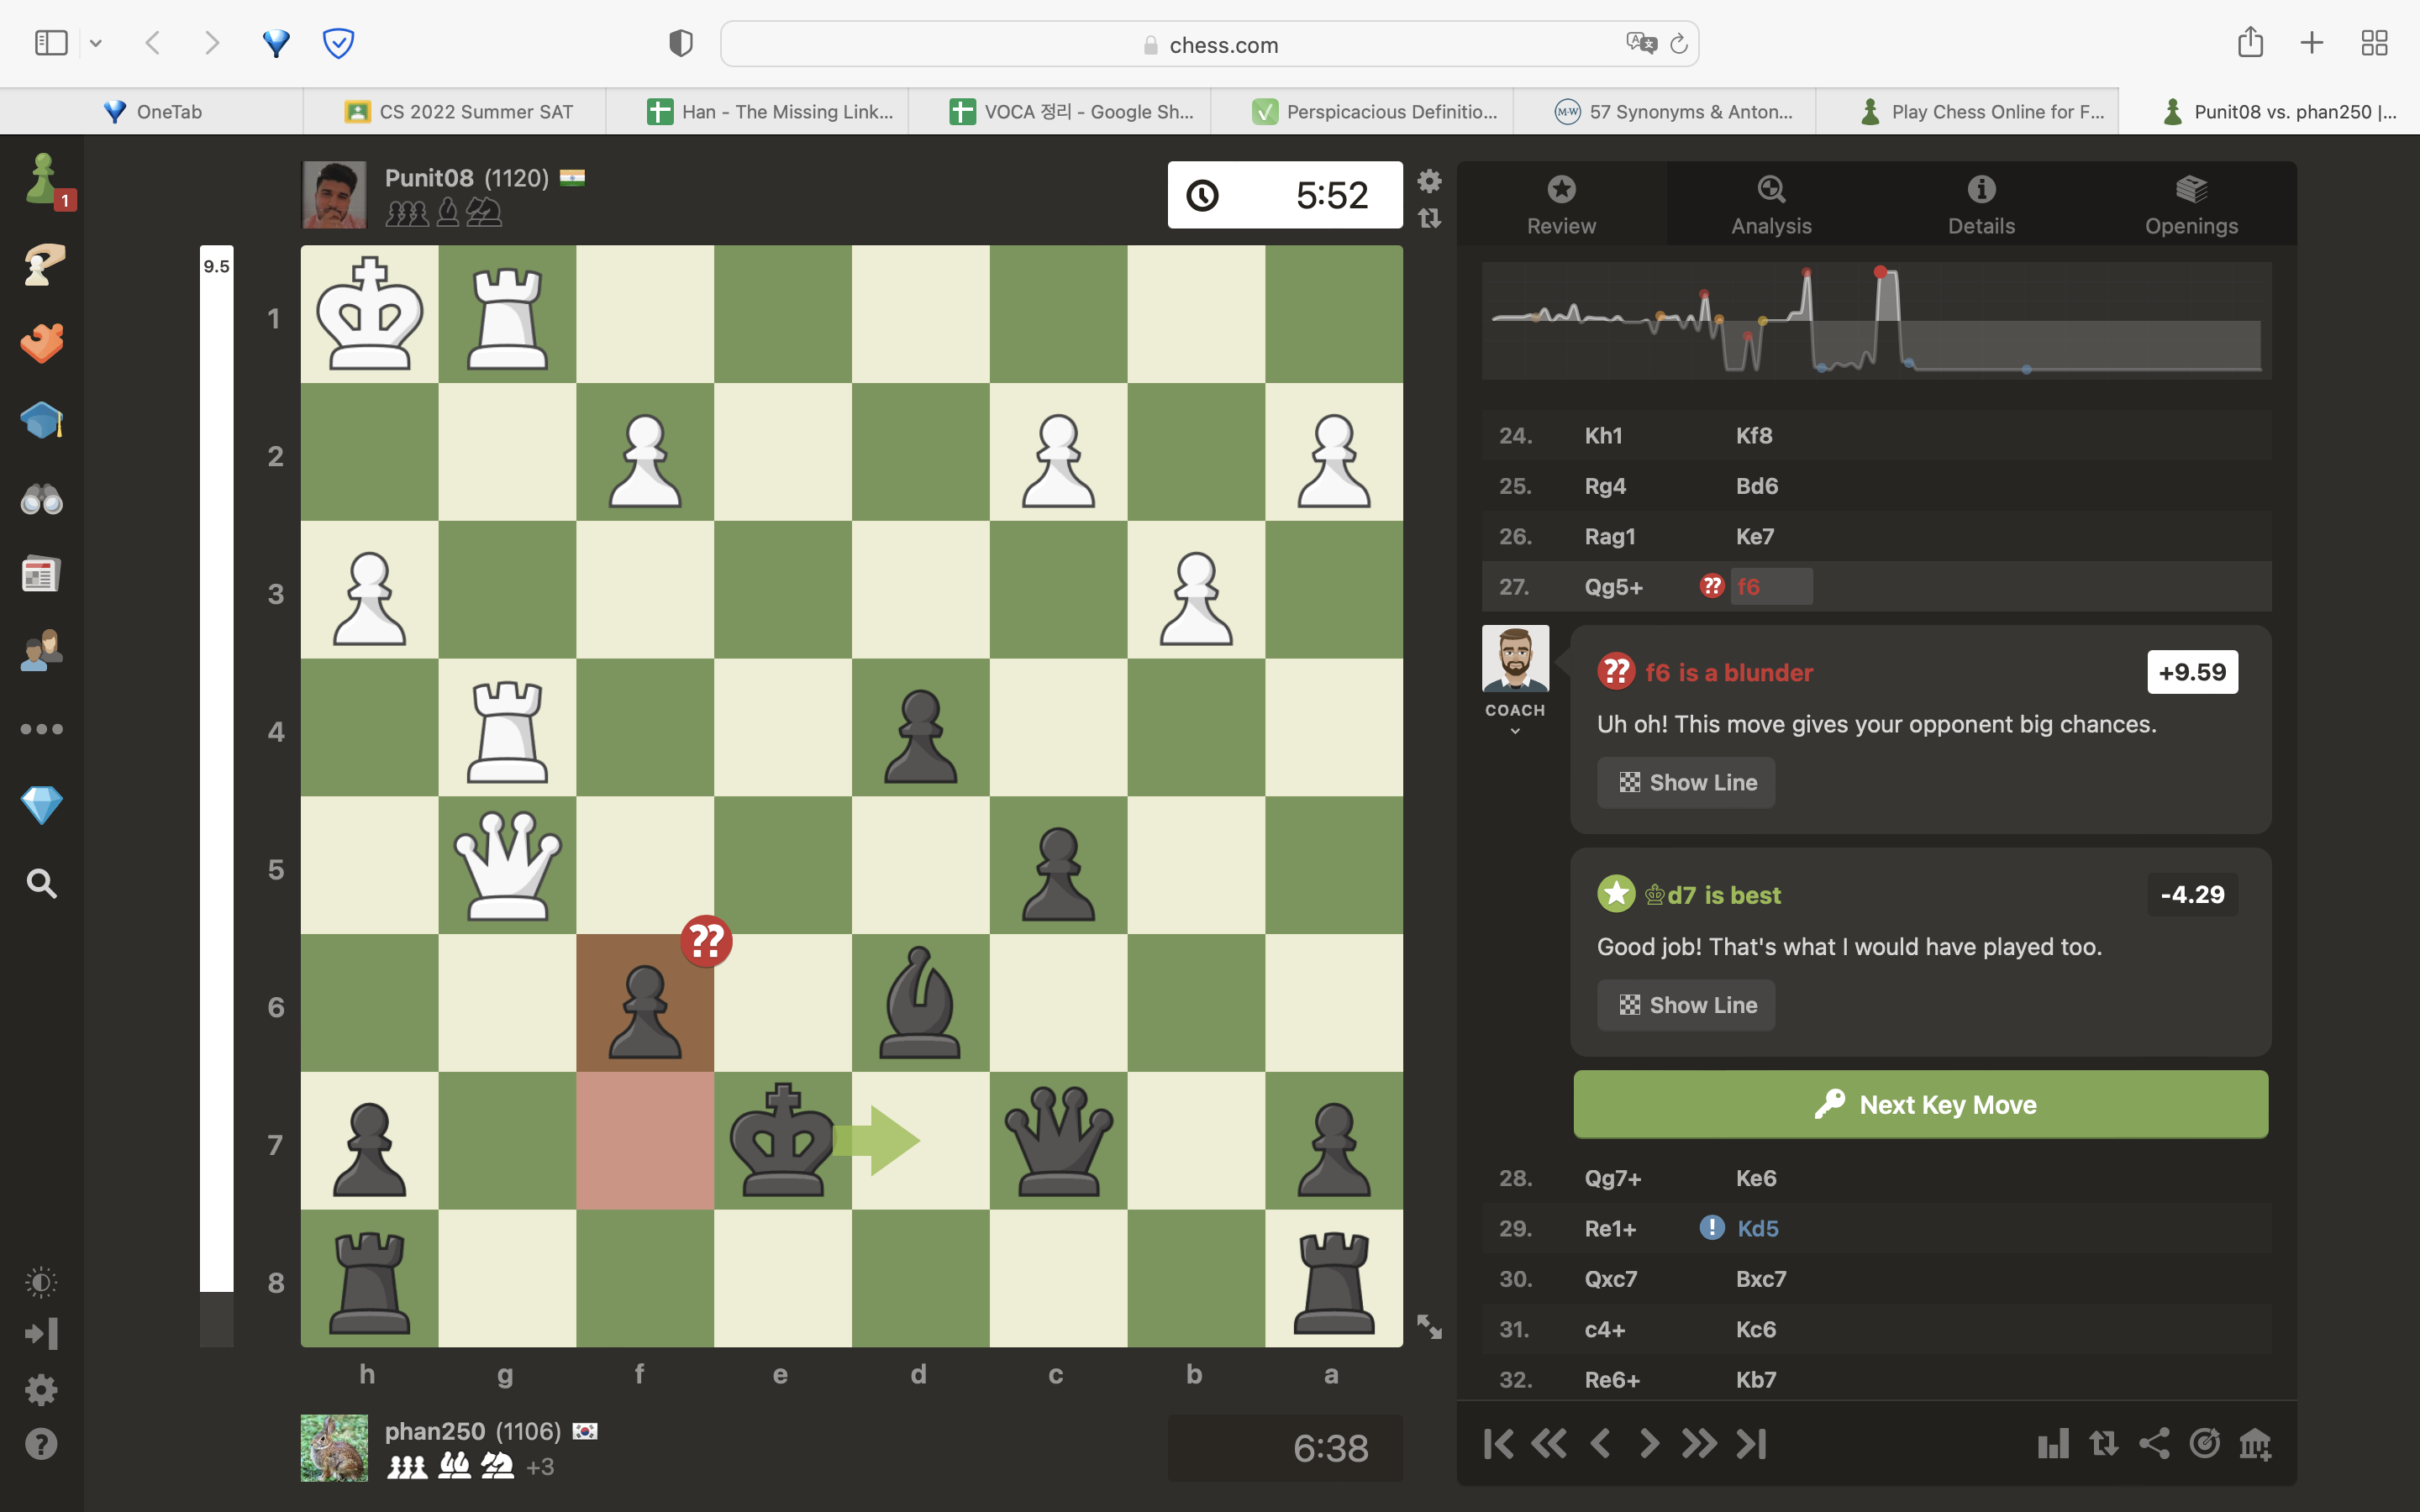 chess.com
OneTab
CS 2022 Summer SAT
Han - The Missing Link...
VOCA 정리 - Google Sh...
Perspicacious Definitio...
57 Synonyms & Anton...
Play Chess Online for F...
Punit08 vs. phan250 |...
1
Punit08 (1120)
5:52
9.5
1
2
3
4
5
6
7
8
??
h g f e d c b a
phan250 (1106)
+3
6:38
Review
Analysis
Details
Openings
24. Kh1 Kf8
25. Rg4 Bd6
26. Rag1 Ke7
27. Qg5+ ?? f6
COACH
?? f6 is a blunder +9.59
Uh oh! This move gives your opponent big chances.
Show Line
♔d7 is best -4.29
Good job! That's what I would have played too.
Show Line
Next Key Move
28. Qg7+ Ke6
29. Re1+ ! Kd5
30. Qxc7 Bxc7
31. c4+ Kc6
32. Re6+ Kb7